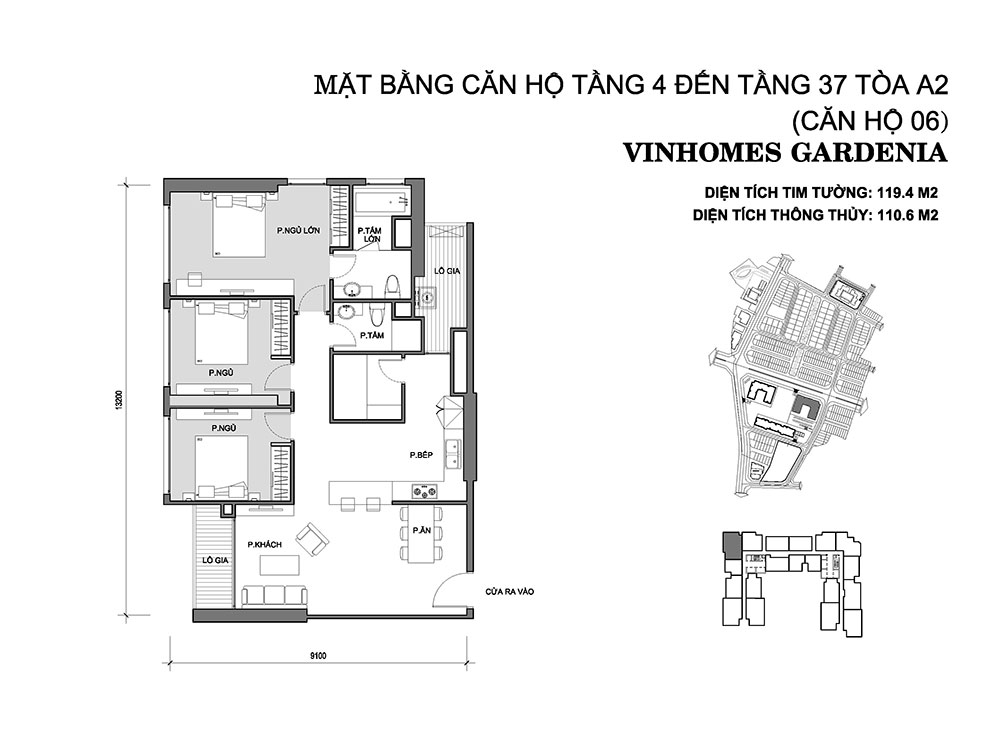 MẶT BẰNG CĂN HỘ TẦNG 4 ĐẾN TẦNG 37 TÒA A2
(CĂN HỘ 06)
VINHOMES GARDENIA
DIỆN TÍCH TIM TƯỜNG: 119.4 M2
DIỆN TÍCH THÔNG THỦY: 110.6 M2
P.NGỦ LỚN
P.TẮM
LỚN
LÔ GIA
P.TẮM
P.NGỦ
13200
P.NGỦ
P.BẾP
P.ĂN
P.KHÁCH
LÔ GIA
CỬA RA VÀO
9100